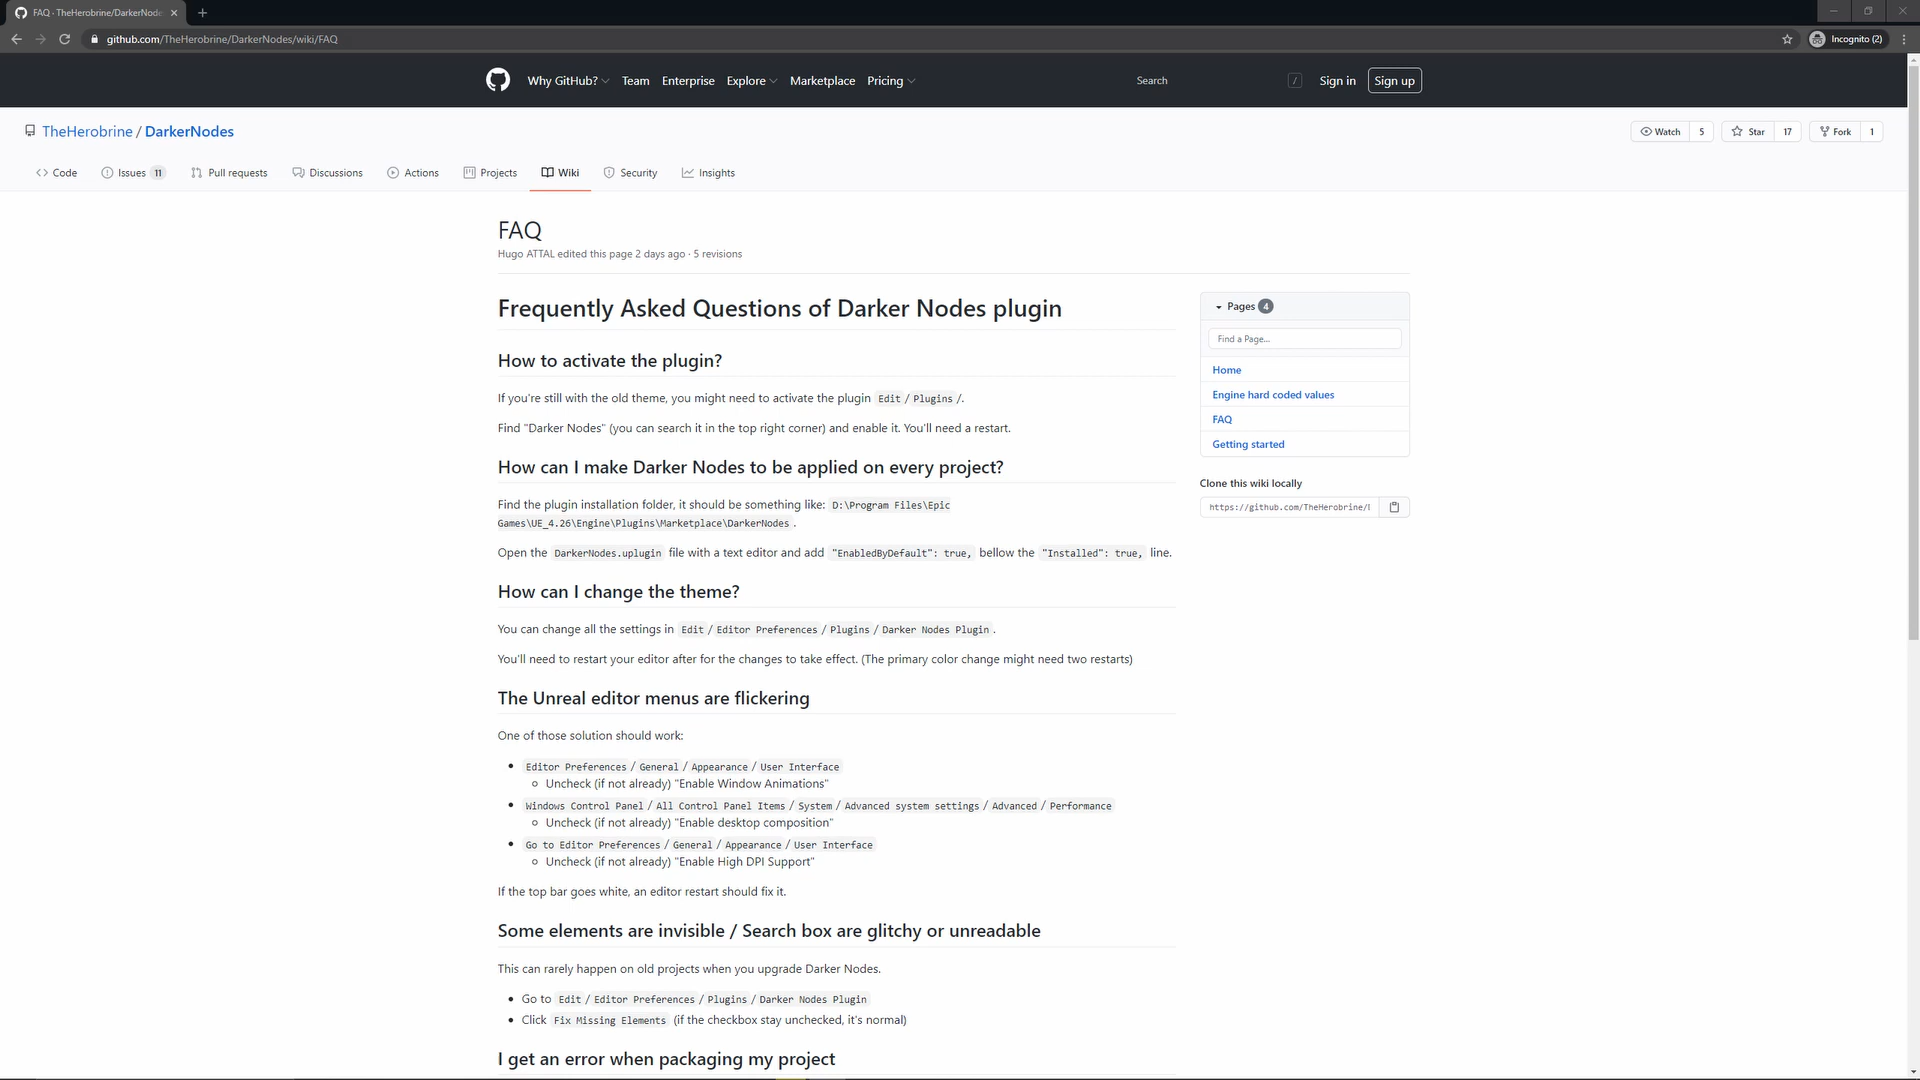 FAQ · TheHerobrine/DarkerNode
github.com/TheHerobrine/DarkerNodes/wiki/FAQ
Incognito (2)
Why GitHub? Team Enterprise Explore Marketplace Pricing Search / Sign in Sign up
TheHerobrine / DarkerNodes
Watch 5 Star 17 Fork 1
Code Issues 11 Pull requests Discussions Actions Projects Wiki Security Insights
FAQ
Hugo ATTAL edited this page 2 days ago · 5 revisions
Frequently Asked Questions of Darker Nodes plugin
How to activate the plugin?
If you're still with the old theme, you might need to activate the plugin Edit / Plugins /.
Find "Darker Nodes" (you can search it in the top right corner) and enable it. You'll need a restart.
How can I make Darker Nodes to be applied on every project?
Find the plugin installation folder, it should be something like: D:\Program Files\Epic
Games\UE_4.26\Engine\Plugins\Marketplace\DarkerNodes .
Open the DarkerNodes.uplugin file with a text editor and add "EnabledByDefault": true, bellow the "Installed": true, line.
How can I change the theme?
You can change all the settings in Edit / Editor Preferences / Plugins / Darker Nodes Plugin .
You'll need to restart your editor after for the changes to take effect. (The primary color change might need two restarts)
The Unreal editor menus are flickering
One of those solution should work:
Editor Preferences / General / Appearance / User Interface
Uncheck (if not already) "Enable Window Animations"
Windows Control Panel / All Control Panel Items / System / Advanced system settings / Advanced / Performance
Uncheck (if not already) "Enable desktop composition"
Go to Editor Preferences / General / Appearance / User Interface
Uncheck (if not already) "Enable High DPI Support"
If the top bar goes white, an editor restart should fix it.
Some elements are invisible / Search box are glitchy or unreadable
This can rarely happen on old projects when you upgrade Darker Nodes.
Go to Edit / Editor Preferences / Plugins / Darker Nodes Plugin
Click Fix Missing Elements (if the checkbox stay unchecked, it's normal)
I get an error when packaging my project
Pages 4
Find a Page...
Home
Engine hard coded values
FAQ
Getting started
Clone this wiki locally
https://github.com/TheHerobrine/